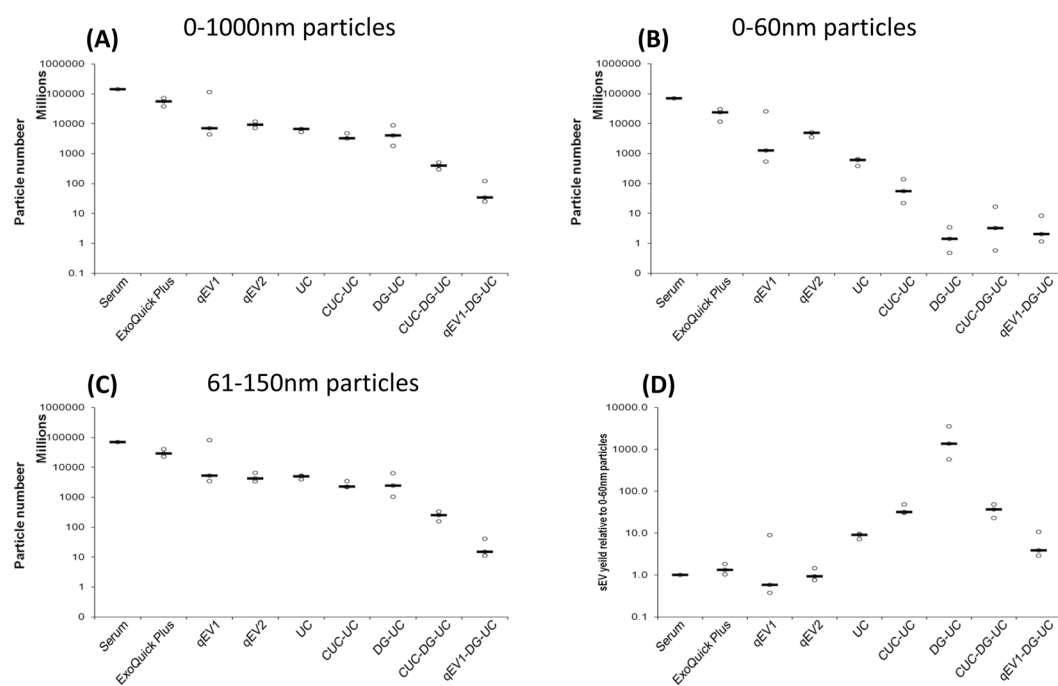 (A) 0-1000nm particles
Particle numbeer
Millions
1000000
100000
10000
1000
100
10
1
0.1
Serum
ExoQuick Plus
qEV1
qEV2
UC
CUC-UC
DG-UC
CUC-DG-UC
qEV1-DG-UC
(B) 0-60nm particles
Particle numbeer
Millions
1000000
100000
10000
1000
100
10
1
0
Serum
ExoQuick Plus
qEV1
qEV2
UC
CUC-UC
DG-UC
CUC-DG-UC
qEV1-DG-UC
(C) 61-150nm particles
Particle numbeer
Millions
1000000
100000
10000
1000
100
10
1
0
Serum
ExoQuick Plus
qEV1
qEV2
UC
CUC-UC
DG-UC
CUC-DG-UC
qEV1-DG-UC
(D)
sEV yeild relative to 0-60nm particles
10000.0
1000.0
100.0
10.0
1.0
0.1
Serum
ExoQuick Plus
qEV1
qEV2
UC
CUC-UC
DG-UC
CUC-DG-UC
qEV1-DG-UC